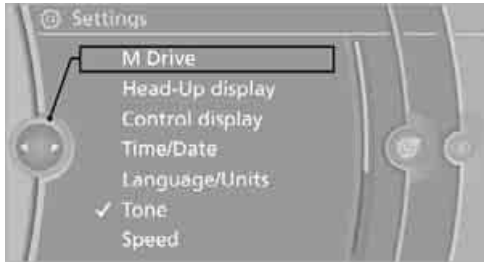 Settings
M Drive
Head-Up display
Control display
Time/Date
Language/Units
✓ Tone
Speed